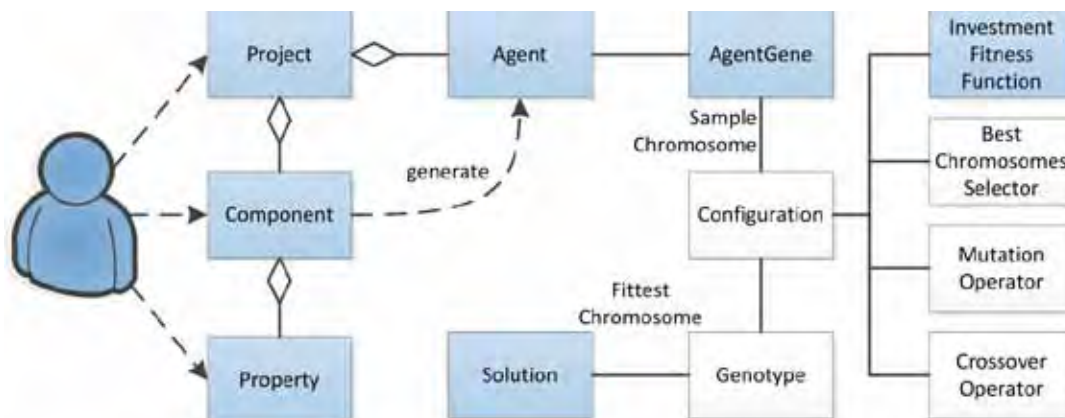 Project
Agent
AgentGene
Investment
Fitness
Function
Sample
Chromosome
generate
Best
Chromosomes
Selector
Component
Configuration
Mutation
Operator
Fittest
Chromosome
Property
Solution
Genotype
Crossover
Operator